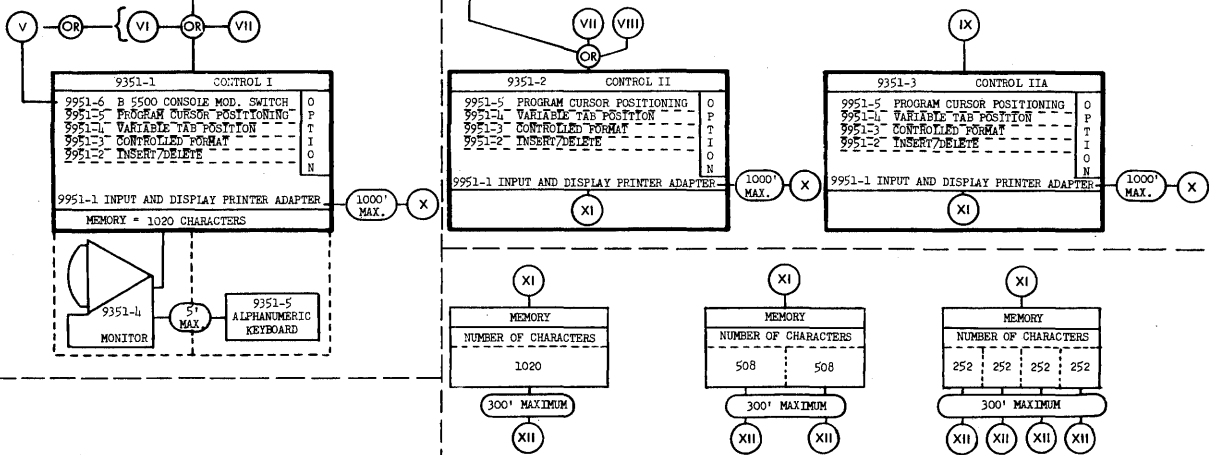 V OR VI OR VII
9351-1 CONTROL I
9951-6 B 5500 CONSOLE MOD. SWITCH
9951-5 PROGRAM CURSOR POSITIONING
9951-4 VARIABLE TAB POSITION
9951-3 CONTROLLED FORMAT
9951-2 INSERT/DELETE
OPTION
9951-1 INPUT AND DISPLAY PRINTER ADAPTER
1000' MAX.
X
MEMORY = 1020 CHARACTERS
9351-4
MONITOR
5'
MAX.
9351-5
ALPHANUMERIC
KEYBOARD
VII VIII
OR
9351-2 CONTROL II
9951-5 PROGRAM CURSOR POSITIONING
9951-4 VARIABLE TAB POSITION
9951-3 CONTROLLED FORMAT
9951-2 INSERT/DELETE
OPTION
9951-1 INPUT AND DISPLAY PRINTER ADAPTER
1000' MAX.
X
XI
IX
9351-3 CONTROL IIA
9951-5 PROGRAM CURSOR POSITIONING
9951-4 VARIABLE TAB POSITION
9951-3 CONTROLLED FORMAT
9951-2 INSERT/DELETE
OPTION
9951-1 INPUT AND DISPLAY PRINTER ADAPTER
1000' MAX.
X
XI
XI
MEMORY
NUMBER OF CHARACTERS
1020
300' MAXIMUM
XII
XI
MEMORY
NUMBER OF CHARACTERS
508 508
300' MAXIMUM
XII XII
XI
MEMORY
NUMBER OF CHARACTERS
252 252 252 252
300' MAXIMUM
XII XII XII XII